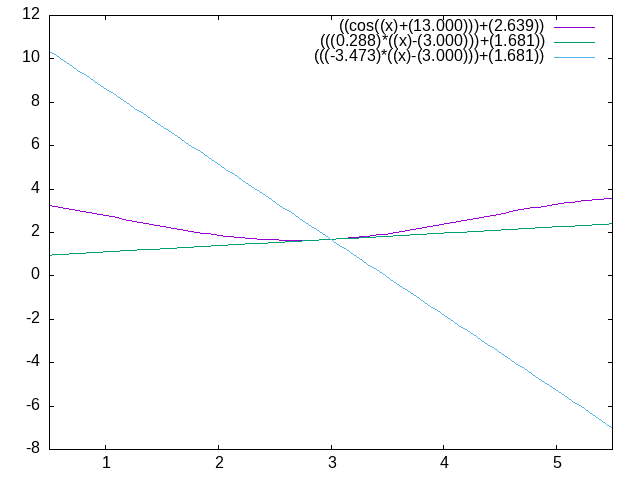 12
((cos((x)+(13.000)))+(2.639))
(((0.288)*((x)-(3.000)))+(1.681))
(((-3.473)*((x)-(3.000)))+(1.681))
10
8
6
4
2
0
-2
-4
-6
-8
1 2 3 4 5